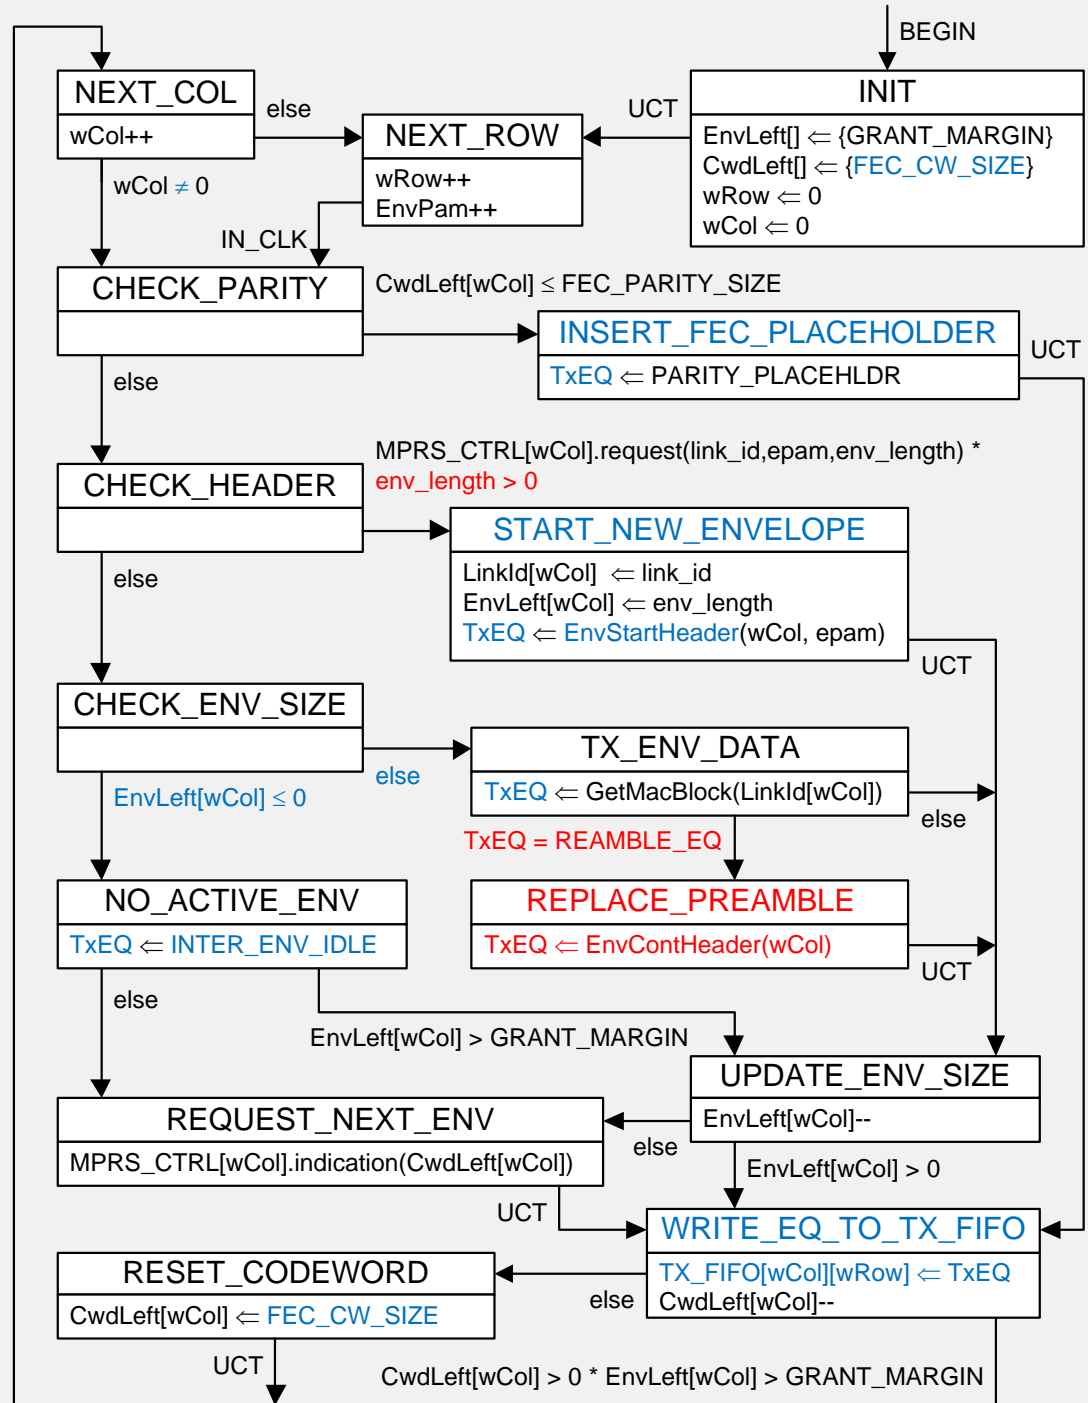 BEGIN
NEXT_COL
wCol++
else
wCol ≠ 0
NEXT_ROW
wRow++
EnvPam++
UCT
INIT
EnvLeft[] ⇐ {GRANT_MARGIN}
CwdLeft[] ⇐ {FEC_CW_SIZE}
wRow ⇐ 0
wCol ⇐ 0
IN_CLK
CHECK_PARITY
CwdLeft[wCol] ≤ FEC_PARITY_SIZE
INSERT_FEC_PLACEHOLDER
TxEQ ⇐ PARITY_PLACEHLDR
UCT
else
CHECK_HEADER
MPRS_CTRL[wCol].request(link_id,epam,env_length) *
env_length > 0
START_NEW_ENVELOPE
LinkId[wCol] ⇐ link_id
EnvLeft[wCol] ⇐ env_length
TxEQ ⇐ EnvStartHeader(wCol, epam)
UCT
else
CHECK_ENV_SIZE
else
EnvLeft[wCol] ≤ 0
TX_ENV_DATA
TxEQ ⇐ GetMacBlock(LinkId[wCol])
else
TxEQ = REAMBLE_EQ
REPLACE_PREAMBLE
TxEQ ⇐ EnvContHeader(wCol)
UCT
NO_ACTIVE_ENV
TxEQ ⇐ INTER_ENV_IDLE
else
EnvLeft[wCol] > GRANT_MARGIN
UPDATE_ENV_SIZE
EnvLeft[wCol]--
else
EnvLeft[wCol] > 0
REQUEST_NEXT_ENV
MPRS_CTRL[wCol].indication(CwdLeft[wCol])
UCT
WRITE_EQ_TO_TX_FIFO
TX_FIFO[wCol][wRow] ⇐ TxEQ
CwdLeft[wCol]--
else
RESET_CODEWORD
CwdLeft[wCol] ⇐ FEC_CW_SIZE
UCT
CwdLeft[wCol] > 0 * EnvLeft[wCol] > GRANT_MARGIN